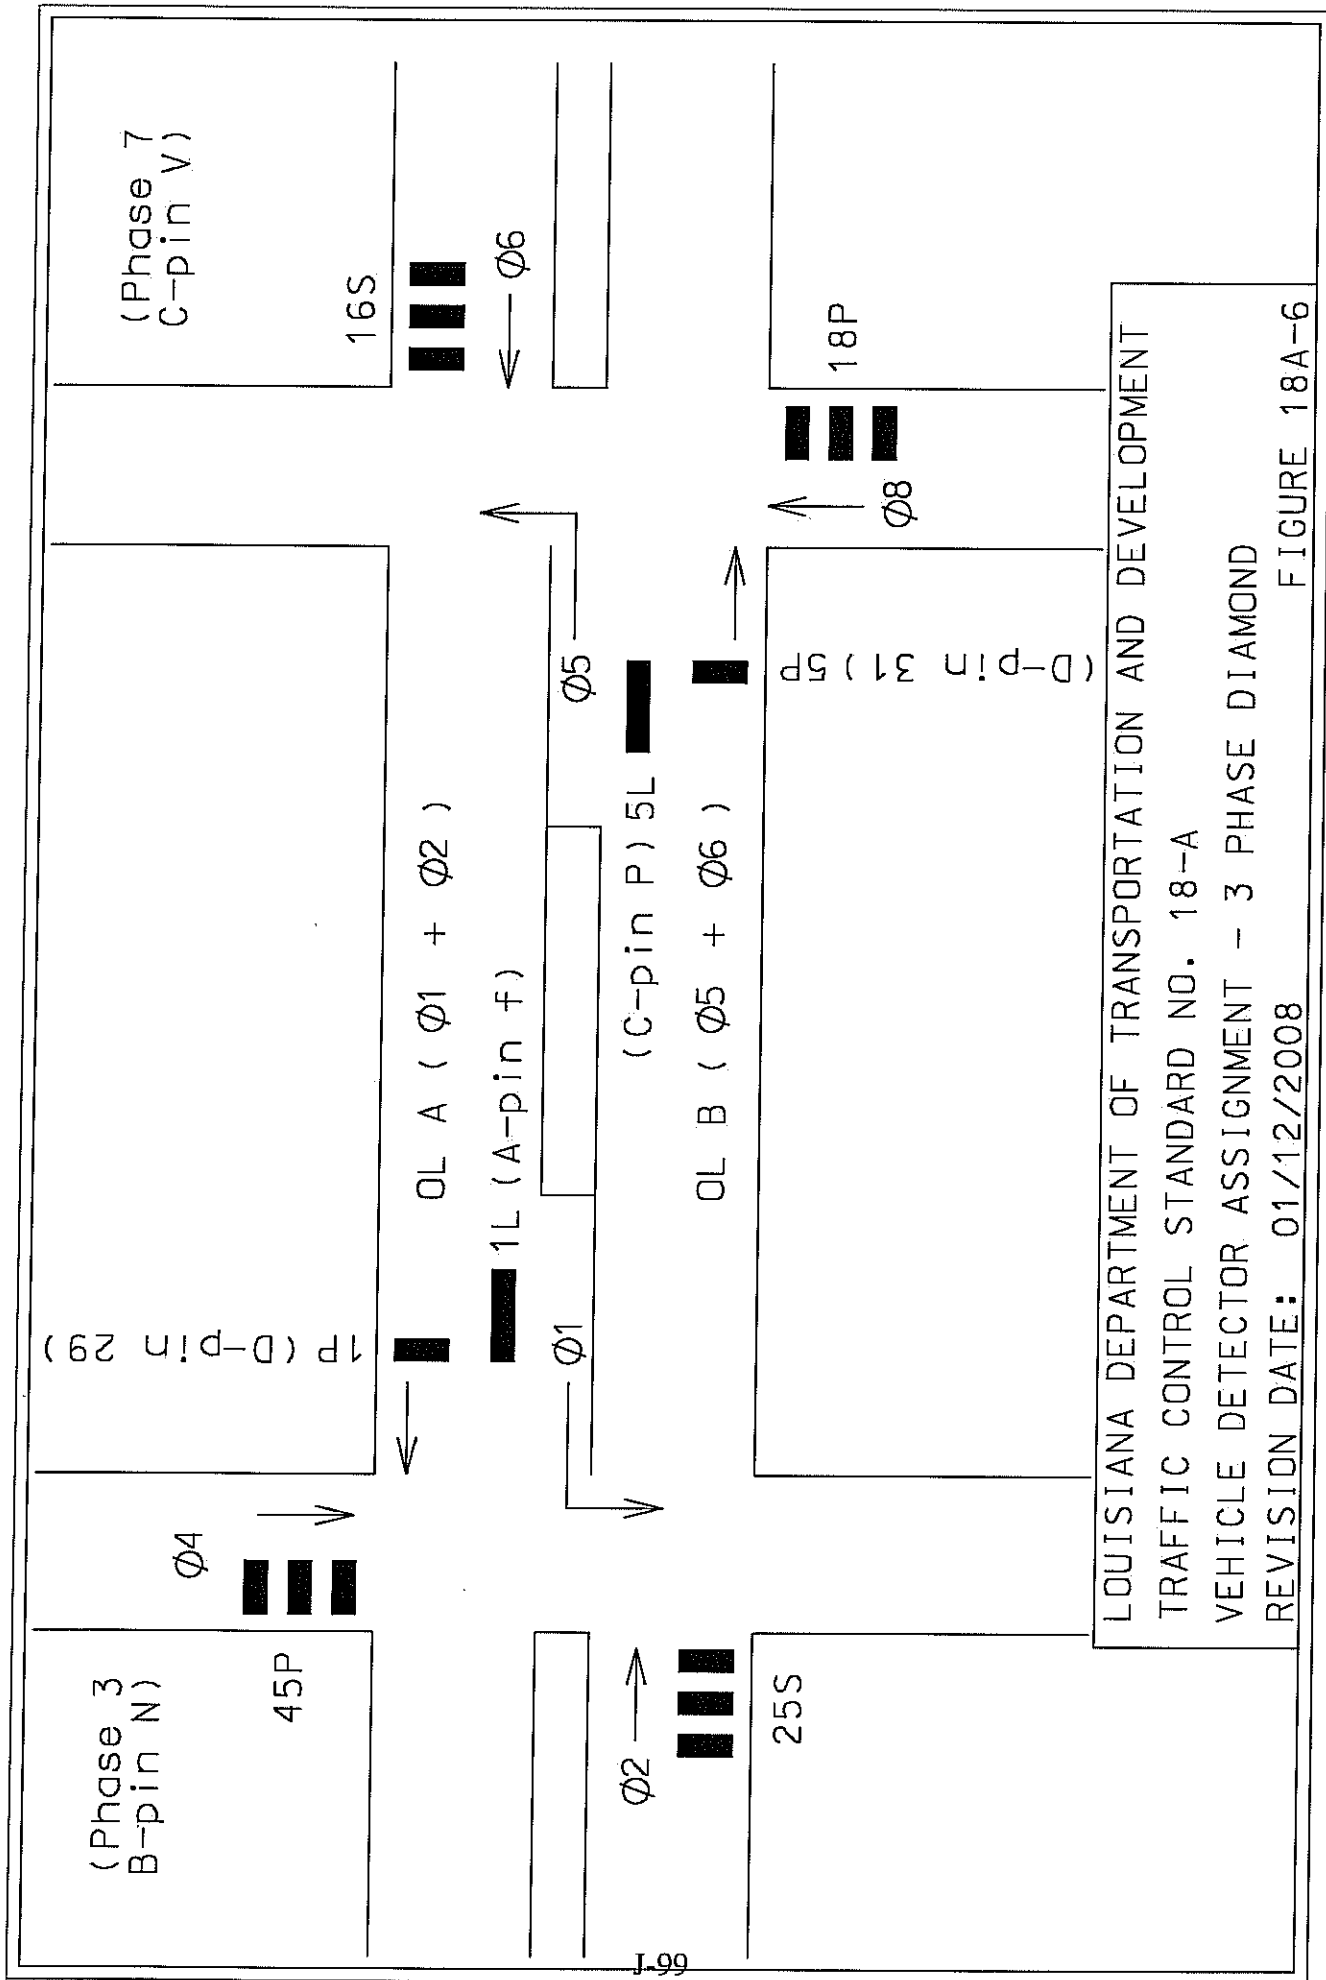 (Phase 3
B-pin N)
(Phase 7
C-pin V)
Ø4
45P
1P (D-pin 29)
16S
OL A ( Ø1 + Ø2 )
Ø6
1L (A-pin f)
Ø1
Ø5
Ø2
(C-pin P) 5L
OL B ( Ø5 + Ø6 )
25S
(D-pin 31) 5P
18P
Ø8
LOUISIANA DEPARTMENT OF TRANSPORTATION AND DEVELOPMENT
TRAFFIC CONTROL STANDARD NO. 18-A
VEHICLE DETECTOR ASSIGNMENT - 3 PHASE DIAMOND
REVISION DATE: 01/12/2008
FIGURE 18A-6